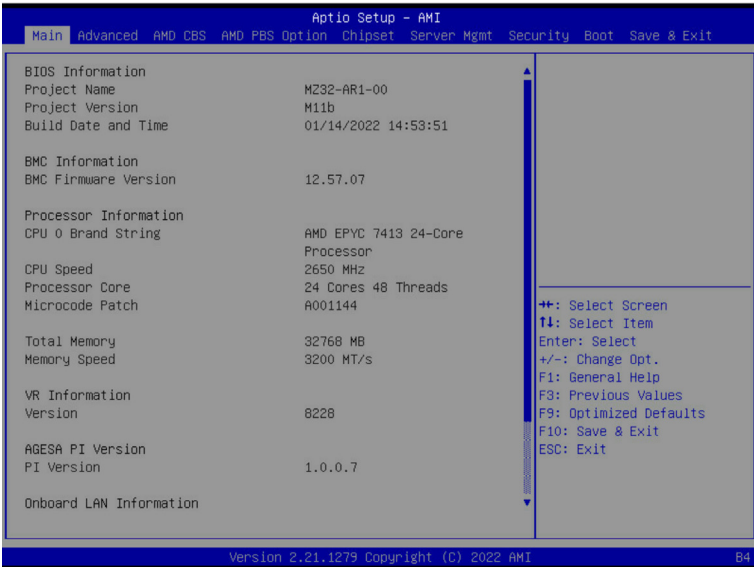 Aptio Setup – AMI
Main Advanced AMD CBS AMD PBS Option Chipset Server Mgmt Security Boot Save & Exit
BIOS Information
Project Name MZ32-AR1-00
Project Version M11b
Build Date and Time 01/14/2022 14:53:51
BMC Information
BMC Firmware Version 12.57.07
Processor Information
CPU 0 Brand String AMD EPYC 7413 24-Core
Processor
CPU Speed 2650 MHz
Processor Core 24 Cores 48 Threads
Microcode Patch A001144
Total Memory 32768 MB
Memory Speed 3200 MT/s
VR Information
Version 8228
AGESA PI Version
PI Version 1.0.0.7
Onboard LAN Information
→←: Select Screen
↑↓: Select Item
Enter: Select
+/-: Change Opt.
F1: General Help
F3: Previous Values
F9: Optimized Defaults
F10: Save & Exit
ESC: Exit
Version 2.21.1279 Copyright (C) 2022 AMI
B4